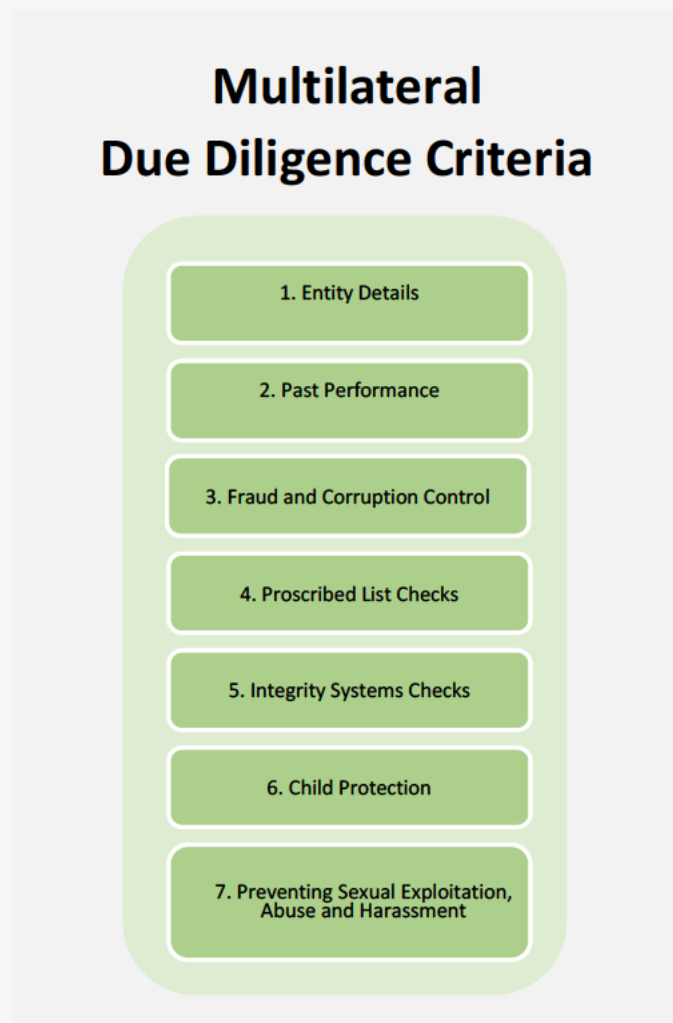 Multilateral
Due Diligence Criteria
1. Entity Details
2. Past Performance
3. Fraud and Corruption Control
4. Proscribed List Checks
5. Integrity Systems Checks
6. Child Protection
7. Preventing Sexual Exploitation,
Abuse and Harassment